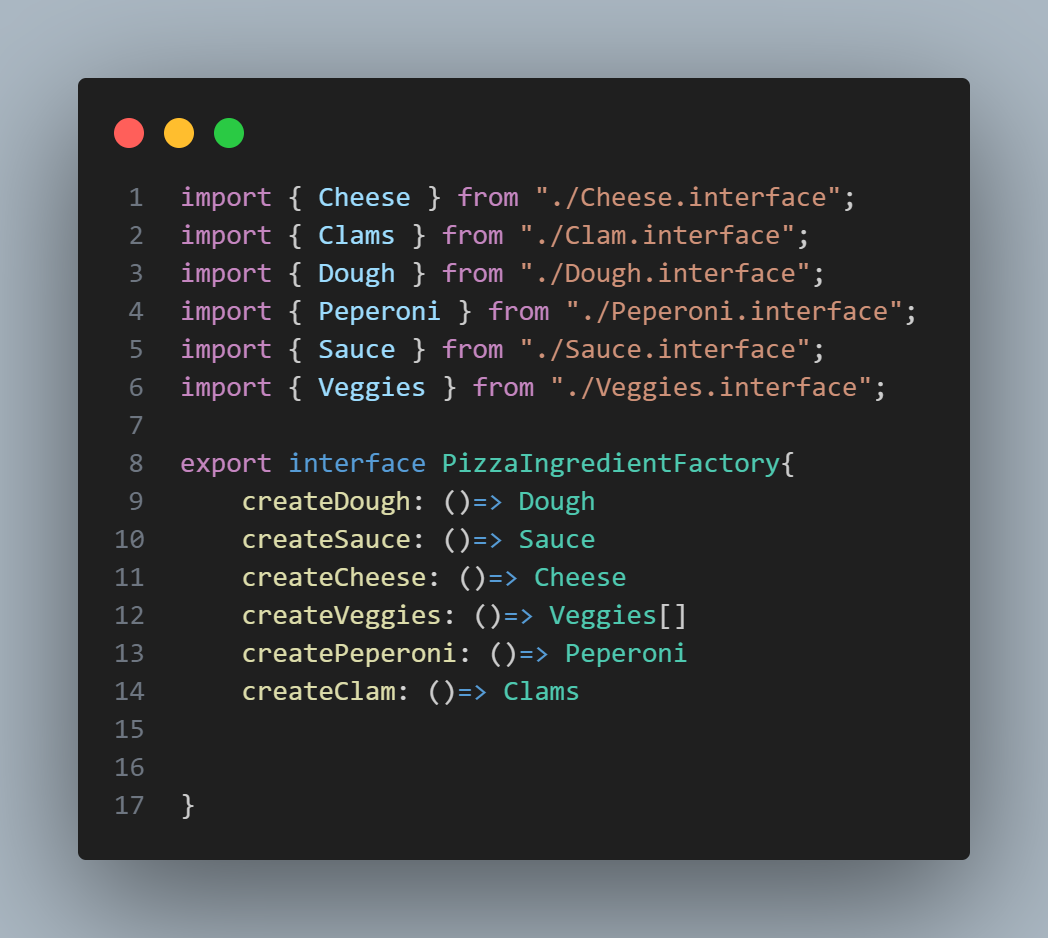 1 import { Cheese } from "./Cheese.interface";
2 import { Clams } from "./Clam.interface";
3 import { Dough } from "./Dough.interface";
4 import { Peperoni } from "./Peperoni.interface";
5 import { Sauce } from "./Sauce.interface";
6 import { Veggies } from "./Veggies.interface";
7
8 export interface PizzaIngredientFactory{
9     createDough: ()=> Dough
10     createSauce: ()=> Sauce
11     createCheese: ()=> Cheese
12     createVeggies: ()=> Veggies[]
13     createPeperoni: ()=> Peperoni
14     createClam: ()=> Clams
15
16
17 }